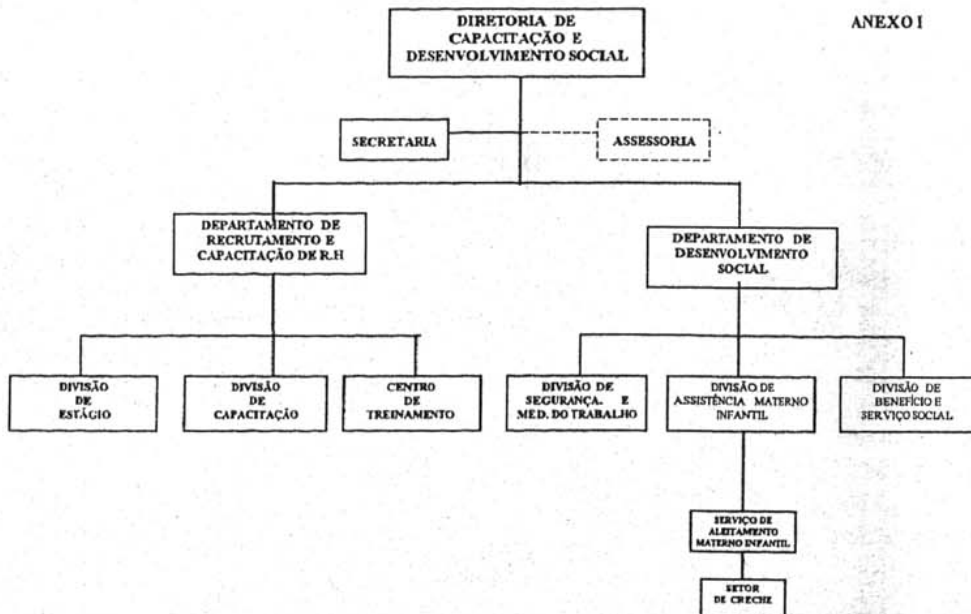 DIRETORIA DE
CAPACITAÇÃO E
DESENVOLVIMENTO SOCIAL
ANEXO I
SECRETARIA
ASSESSORIA
DEPARTAMENTO DE
RECRUTAMENTO E
CAPACITAÇÃO DE R.H
DEPARTAMENTO DE
DESENVOLVIMENTO
SOCIAL
DIVISÃO
DE
ESTÁGIO
DIVISÃO
DE
CAPACITAÇÃO
CENTRO
DE
TREINAMENTO
DIVISÃO DE
SEGURANÇA. E
MED. DO TRABALHO
DIVISÃO DE
ASSISTÊNCIA MATERNO
INFANTIL
DIVISÃO DE
BENEFÍCIO E
SERVIÇO SOCIAL
SERVIÇO DE
ALEITAMENTO
MATERNO INFANTIL
SETOR
DE CRECHE